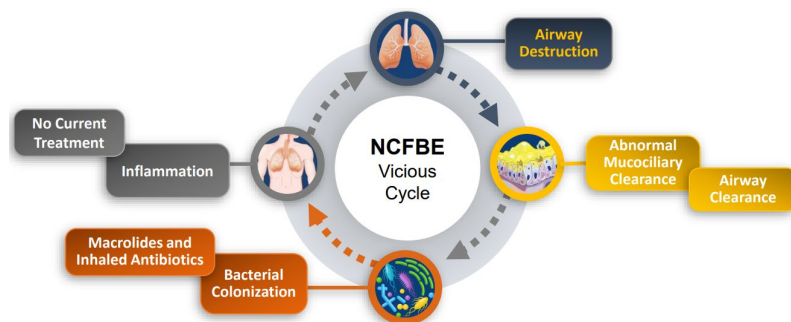 Airway
Destruction
No Current
Treatment
Inflammation
NCFBE
Vicious
Cycle
Abnormal
Mucociliary
Clearance
Airway
Clearance
Macrolides and
Inhaled Antibiotics
Bacterial
Colonization